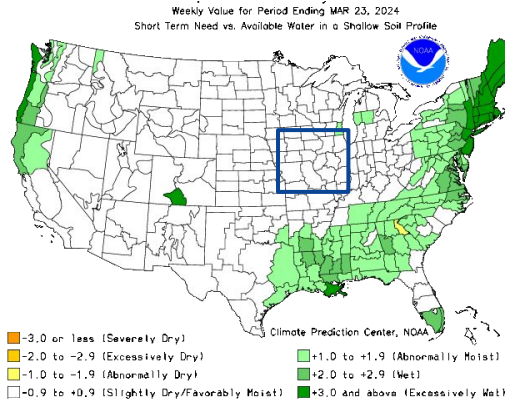 Weekly Value for Period Ending MAR 23, 2024
Short Term Need vs. Available Water in a Shallow Soil Profile
NOAA
Climate Prediction Center, NOAA
-3.0 or less (Severely Dry)
-2.0 to -2.9 (Excessively Dry)
-1.0 to -1.9 (Abnormally Dry)
-0.9 to +0.9 (Slightly Dry/Favorably Moist)
+1.0 to +1.9 (Abnormally Moist)
+2.0 to +2.9 (Wet)
+3.0 and above (Excessively Wet)